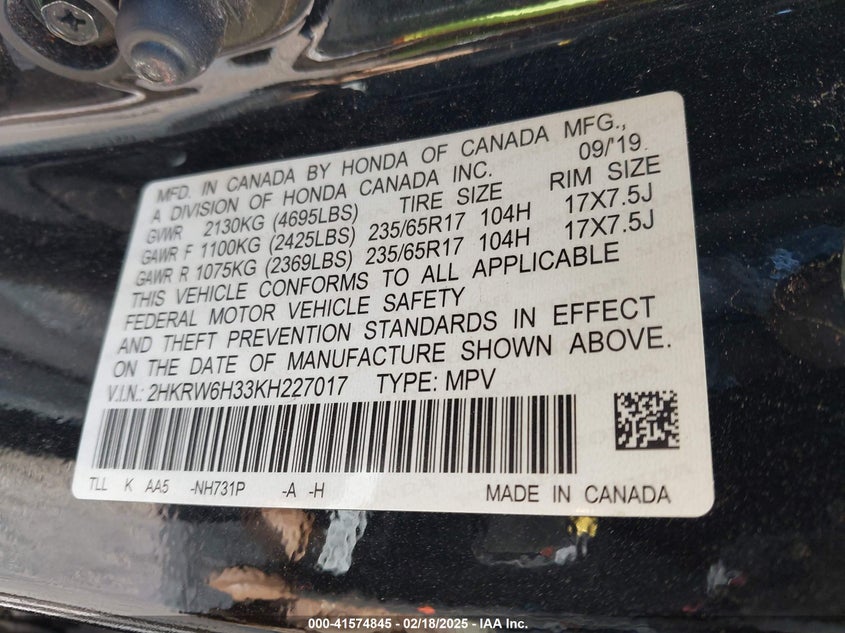 MFD. IN CANADA BY HONDA OF CANADA MFG.,
A DIVISION OF HONDA CANADA INC. 09/'19
GVWR 2130KG (4695LBS) TIRE SIZE RIM SIZE
GAWR F 1100KG (2425LBS) 235/65R17 104H 17X7.5J
GAWR R 1075KG (2369LBS) 235/65R17 104H 17X7.5J
THIS VEHICLE CONFORMS TO ALL APPLICABLE
FEDERAL MOTOR VEHICLE SAFETY
AND THEFT PREVENTION STANDARDS IN EFFECT
ON THE DATE OF MANUFACTURE SHOWN ABOVE.
V.I.N.: 2HKRW6H33KH227017 TYPE: MPV
TLL K AA5 -NH731P -A -H MADE IN CANADA
000-41574845 - 02/18/2025 - IAA Inc.